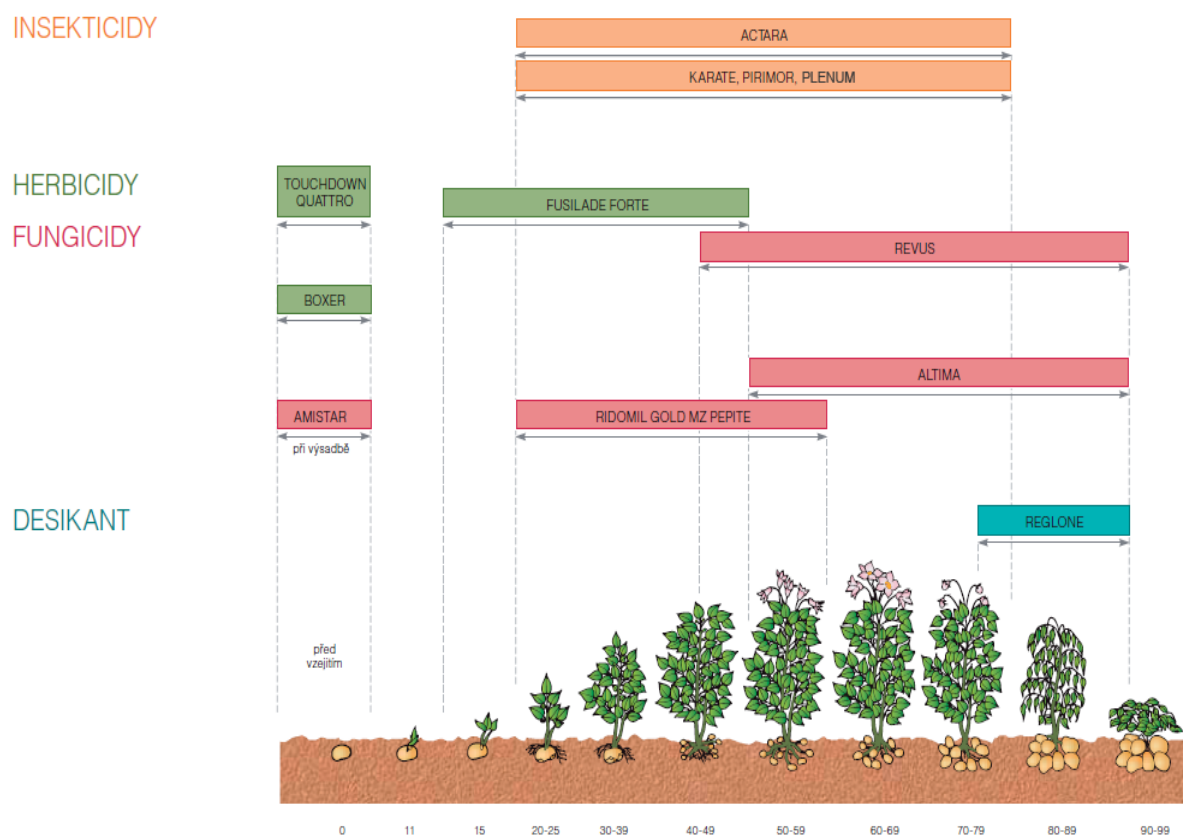 INSEKTICIDY
ACTARA
KARATE, PIRIMOR, PLENUM
HERBICIDY
TOUCHDOWN
QUATTRO
FUSILADE FORTE
FUNGICIDY
REVUS
BOXER
ALTIMA
AMISTAR
RIDOMIL GOLD MZ PEPITE
při výsadbě
DESIKANT
REGLONE
před
vzejitím
0 11 15 20-25 30-39 40-49 50-59 60-69 70-79 80-89 90-99